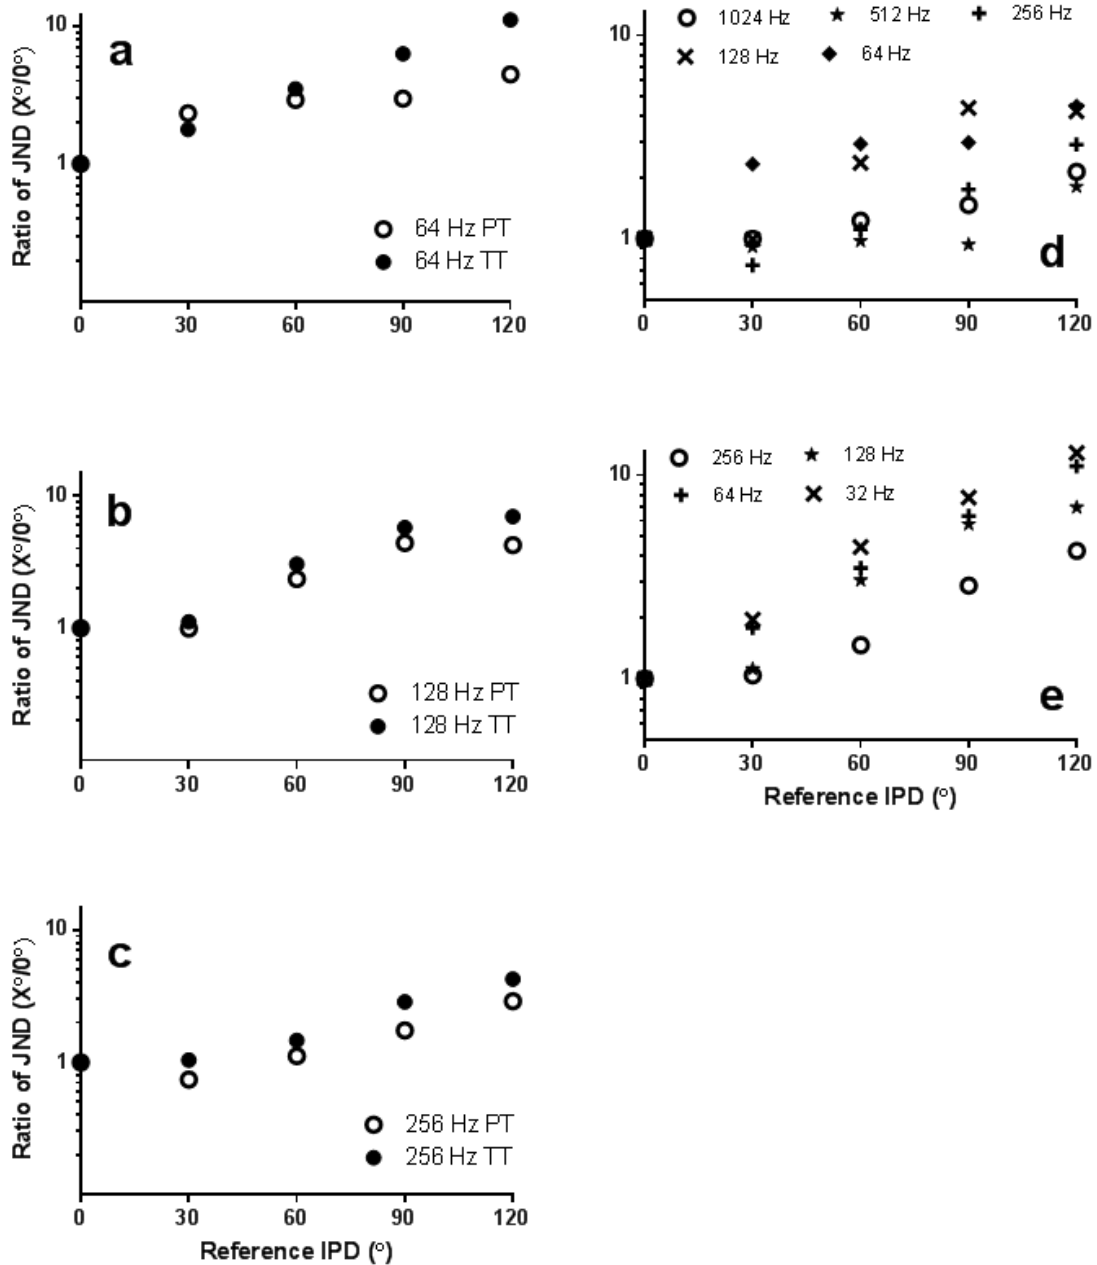 10
a
1
Ratio of JND (X°/0°)
64 Hz PT
64 Hz TT
0 30 60 90 120
1024 Hz 512 Hz 256 Hz
128 Hz 64 Hz
10
1
d
0 30 60 90 120
10
b
1
Ratio of JND (X°/0°)
128 Hz PT
128 Hz TT
0 30 60 90 120
256 Hz 128 Hz
64 Hz 32 Hz
10
1
e
0 30 60 90 120
Reference IPD (°)
10
c
1
Ratio of JND (X°/0°)
256 Hz PT
256 Hz TT
0 30 60 90 120
Reference IPD (°)